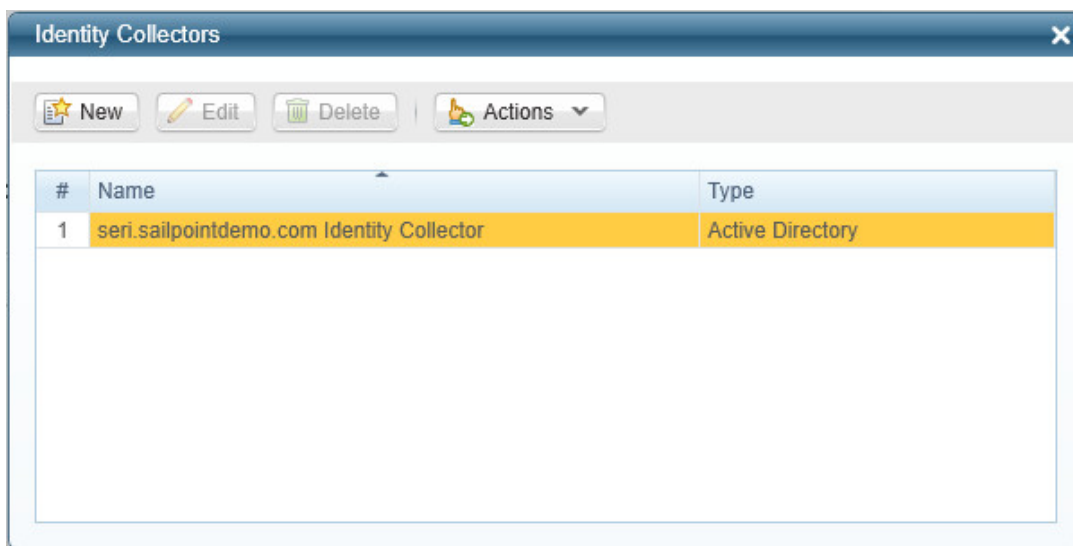 Identity Collectors
New Edit Delete Actions
# Name Type
1 seri.sailpointdemo.com Identity Collector Active Directory